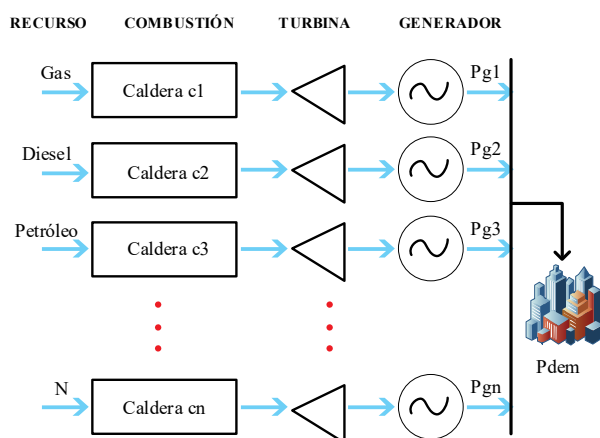 RECURSO COMBUSTIÓN TURBINA GENERADOR
Gas Caldera c1 Pg1
Diesel Caldera c2 Pg2
Petróleo Caldera c3 Pg3
N Caldera cn Pgn
Pdem